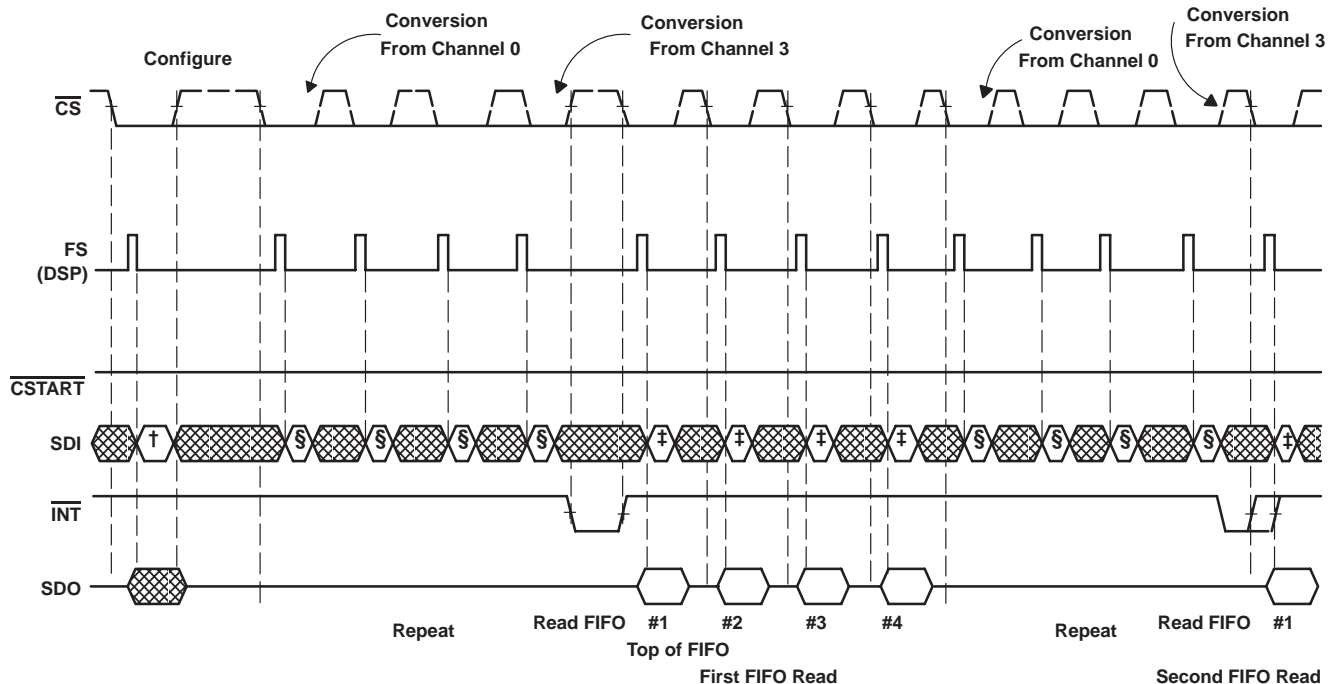 Conversion
From Channel 0
Conversion
From Channel 3
Conversion
From Channel 0
Conversion
From Channel 3
Configure
CS
FS
(DSP)
CSTART
SDI † § § § § ‡ ‡ ‡ ‡ § § § § ‡
INT
SDO
Repeat
Read FIFO #1 #2 #3 #4
Top of FIFO
First FIFO Read
Repeat
Read FIFO #1
Second FIFO Read